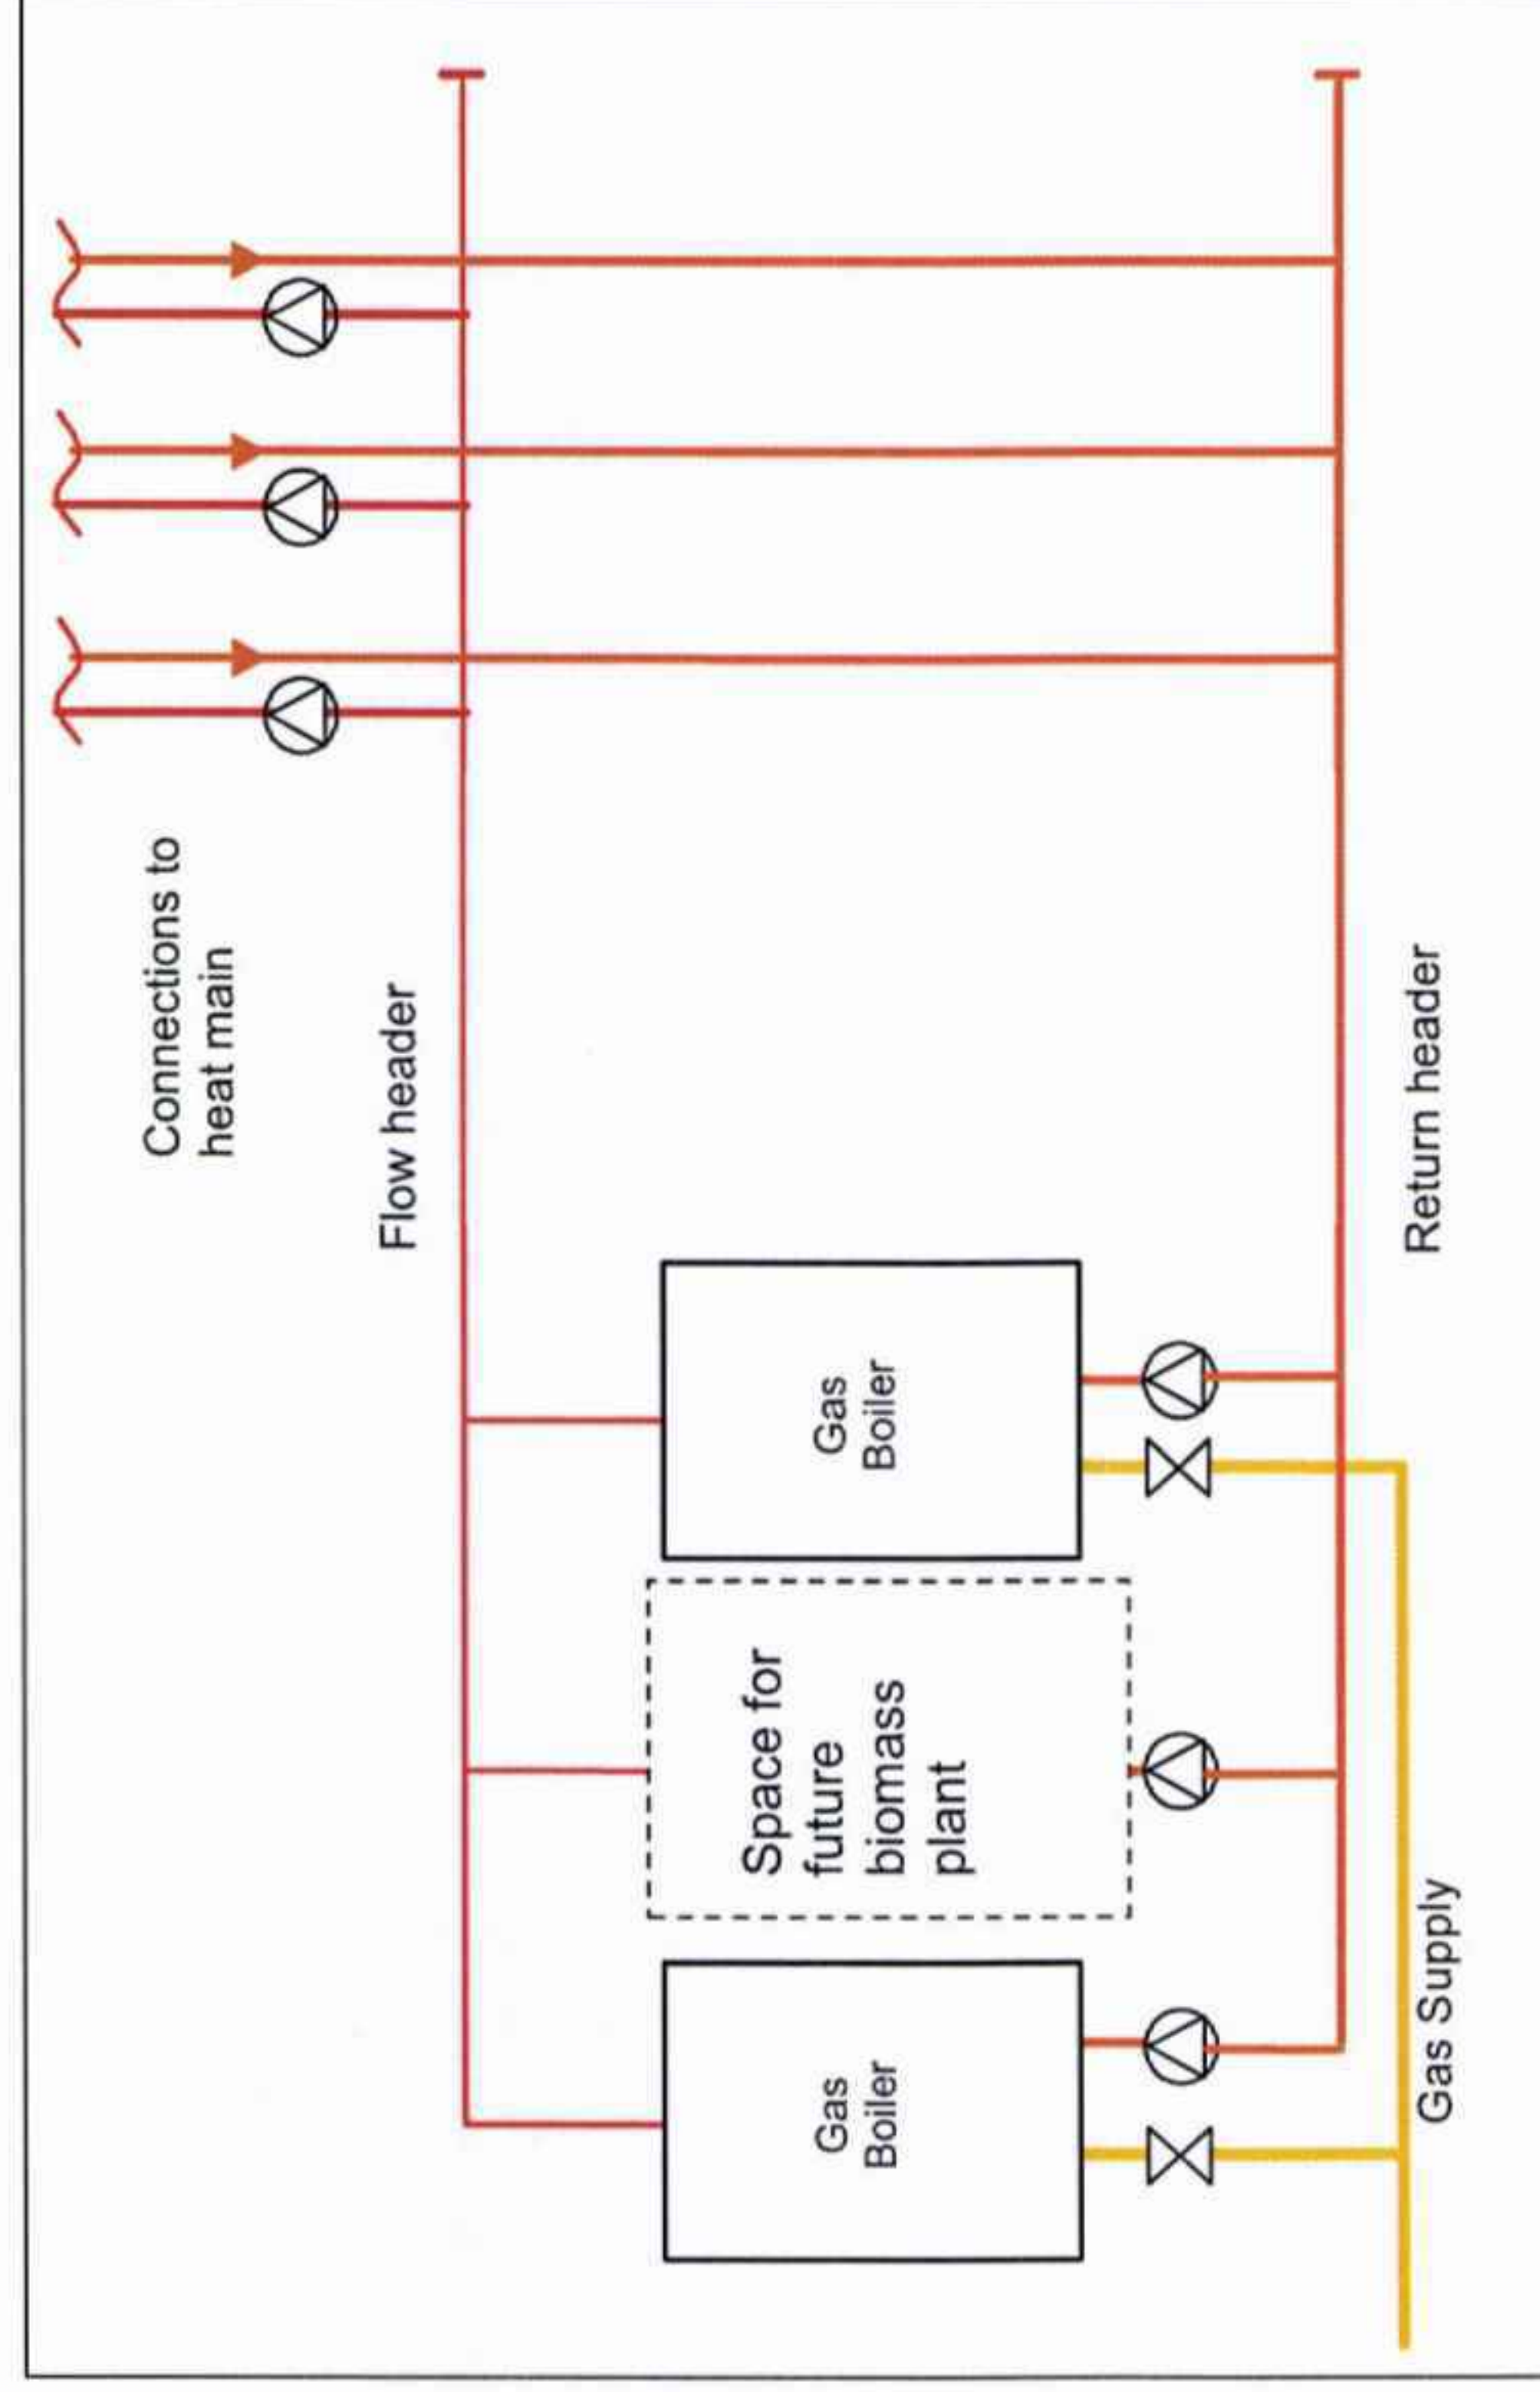 Connections to
heat main
Flow header
Gas
Boiler
Space for
future
biomass
plant
Gas
Boiler
Return header
Gas Supply